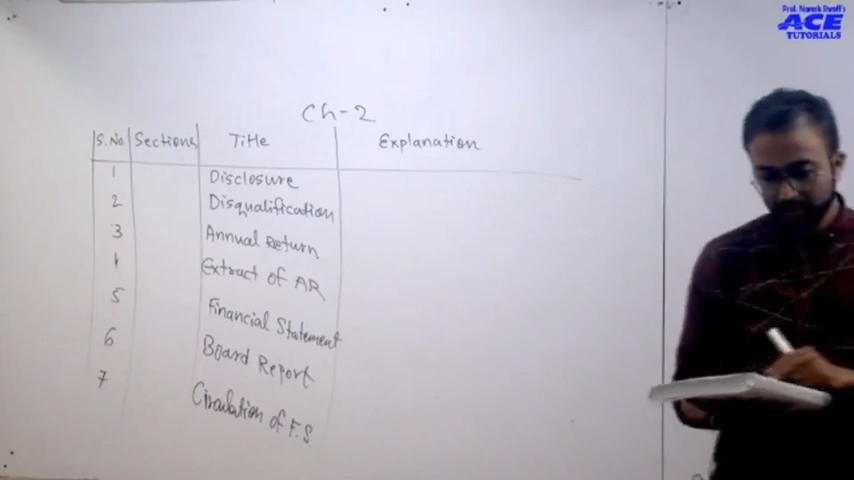 Prof. Naresh Shroff's
ACE
TUTORIALS
Ch-2
S.No Sections Title Explanation
1 Disclosure
2 Disqualification
3 Annual Return
4 Extract of AR
5 Financial Statement
6 Board Report
7 Circulation of F.S